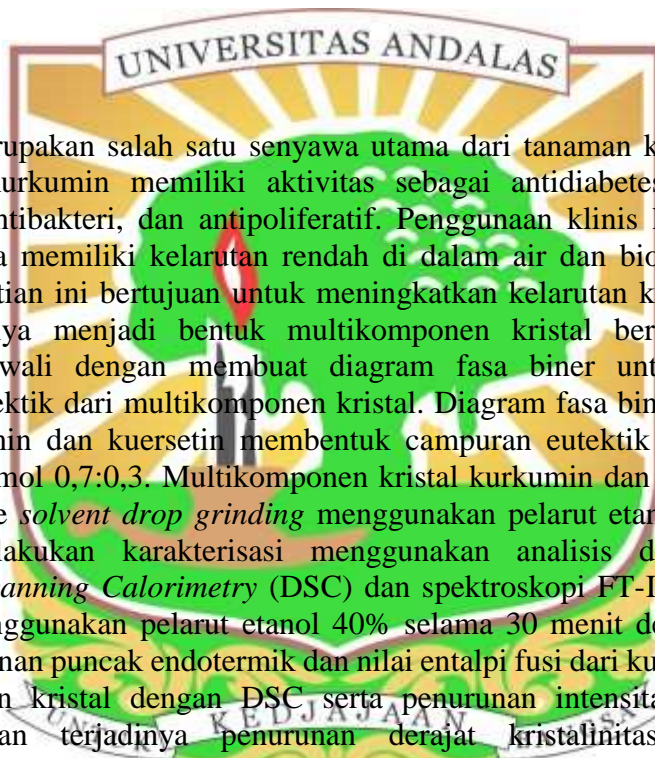 UNIVERSITAS ANDALAS
rupakan salah satu senyawa utama dari tanaman k
urkumin memiliki aktivitas sebagai antidiabetes
ntibakteri, dan antipoliferatif. Penggunaan klinis
a memiliki kelarutan rendah di dalam air dan bio
tian ini bertujuan untuk meningkatkan kelarutan k
ya menjadi bentuk multikomponen kristal ber
wali dengan membuat diagram fasa biner unt
ektik dari multikomponen kristal. Diagram fasa bin
nin dan kuersetin membentuk campuran eutektik
mol 0,7:0,3. Multikomponen kristal kurkumin dan
e solvent drop grinding menggunakan pelarut etan
lakukan karakterisasi menggunakan analisis d
canning Calorimetry (DSC) dan spektroskopi FT-I
nggunakan pelarut etanol 40% selama 30 menit de
nan puncak endotermik dan nilai entalpi fusi dari ku
n kristal dengan DSC serta penurunan intensita
KEDJAJAAN
an terjadinya penurunan derajat kristalinitas